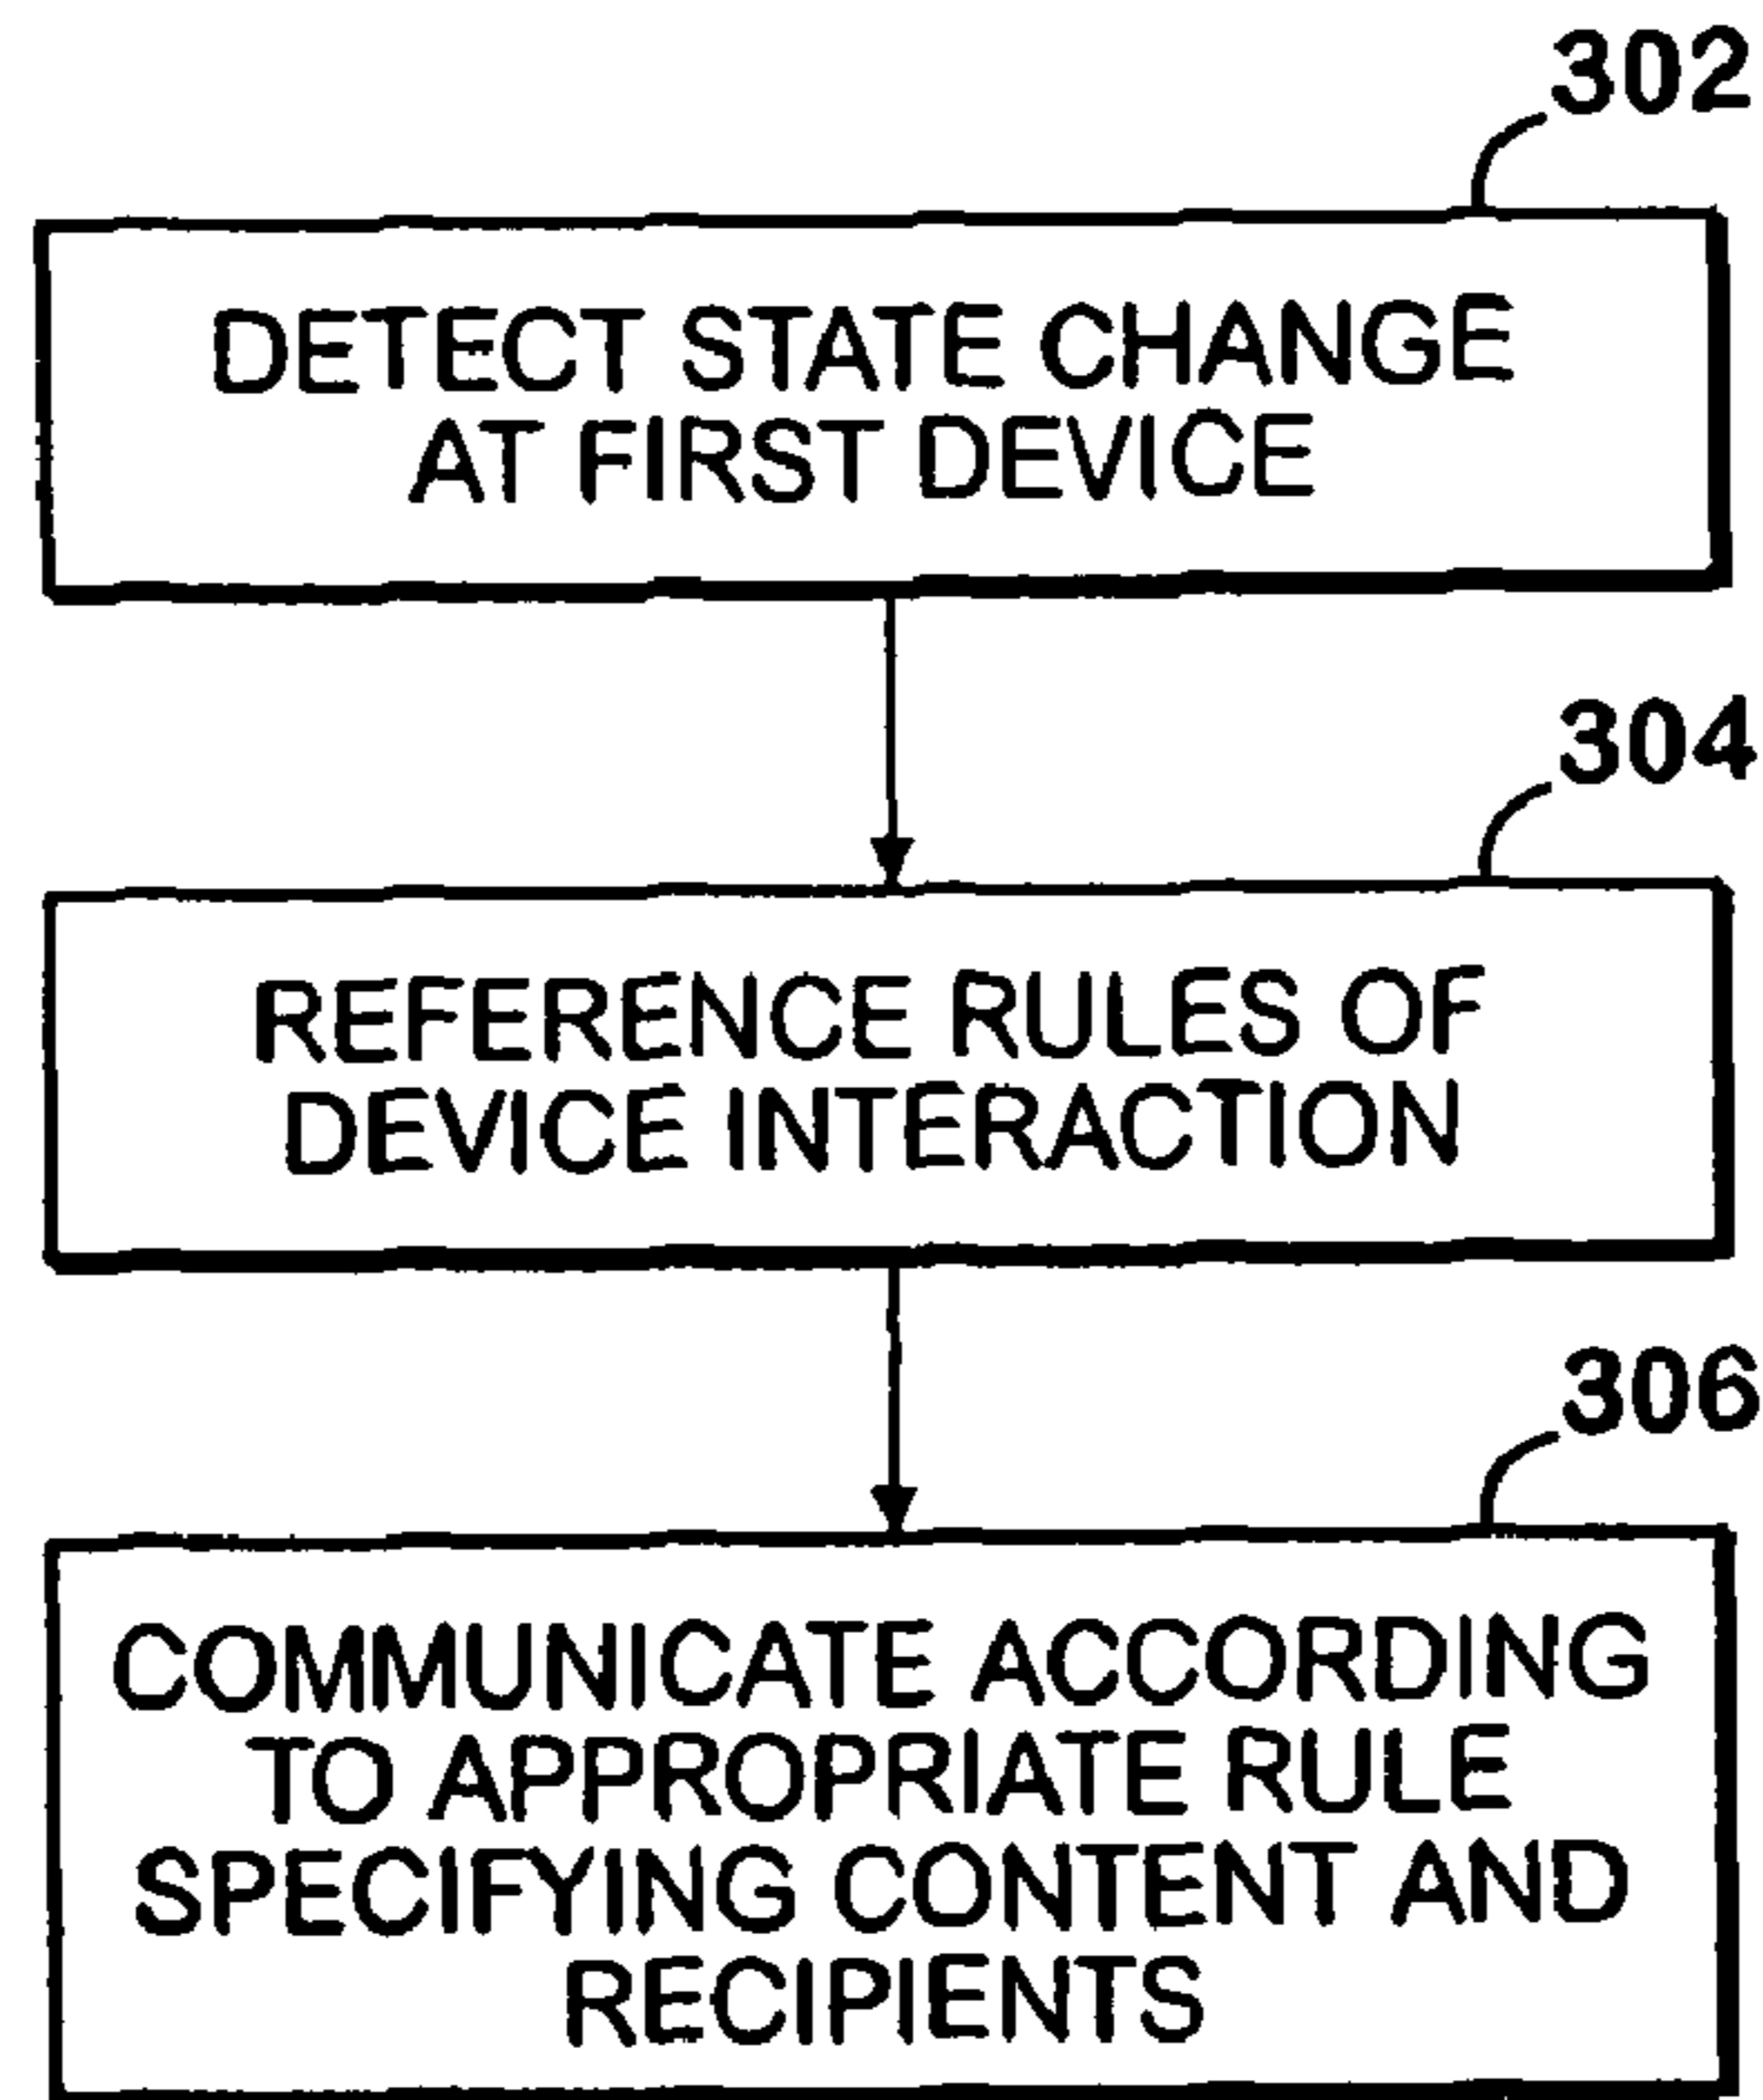 302
DETECT STATE CHANGE
AT FIRST DEVICE
304
REFERENCE RULES OF
DEVICE INTERACTION
306
COMMUNICATE ACCORDING
TO APPROPRIATE RULE
SPECIFYING CONTENT AND
RECIPIENTS